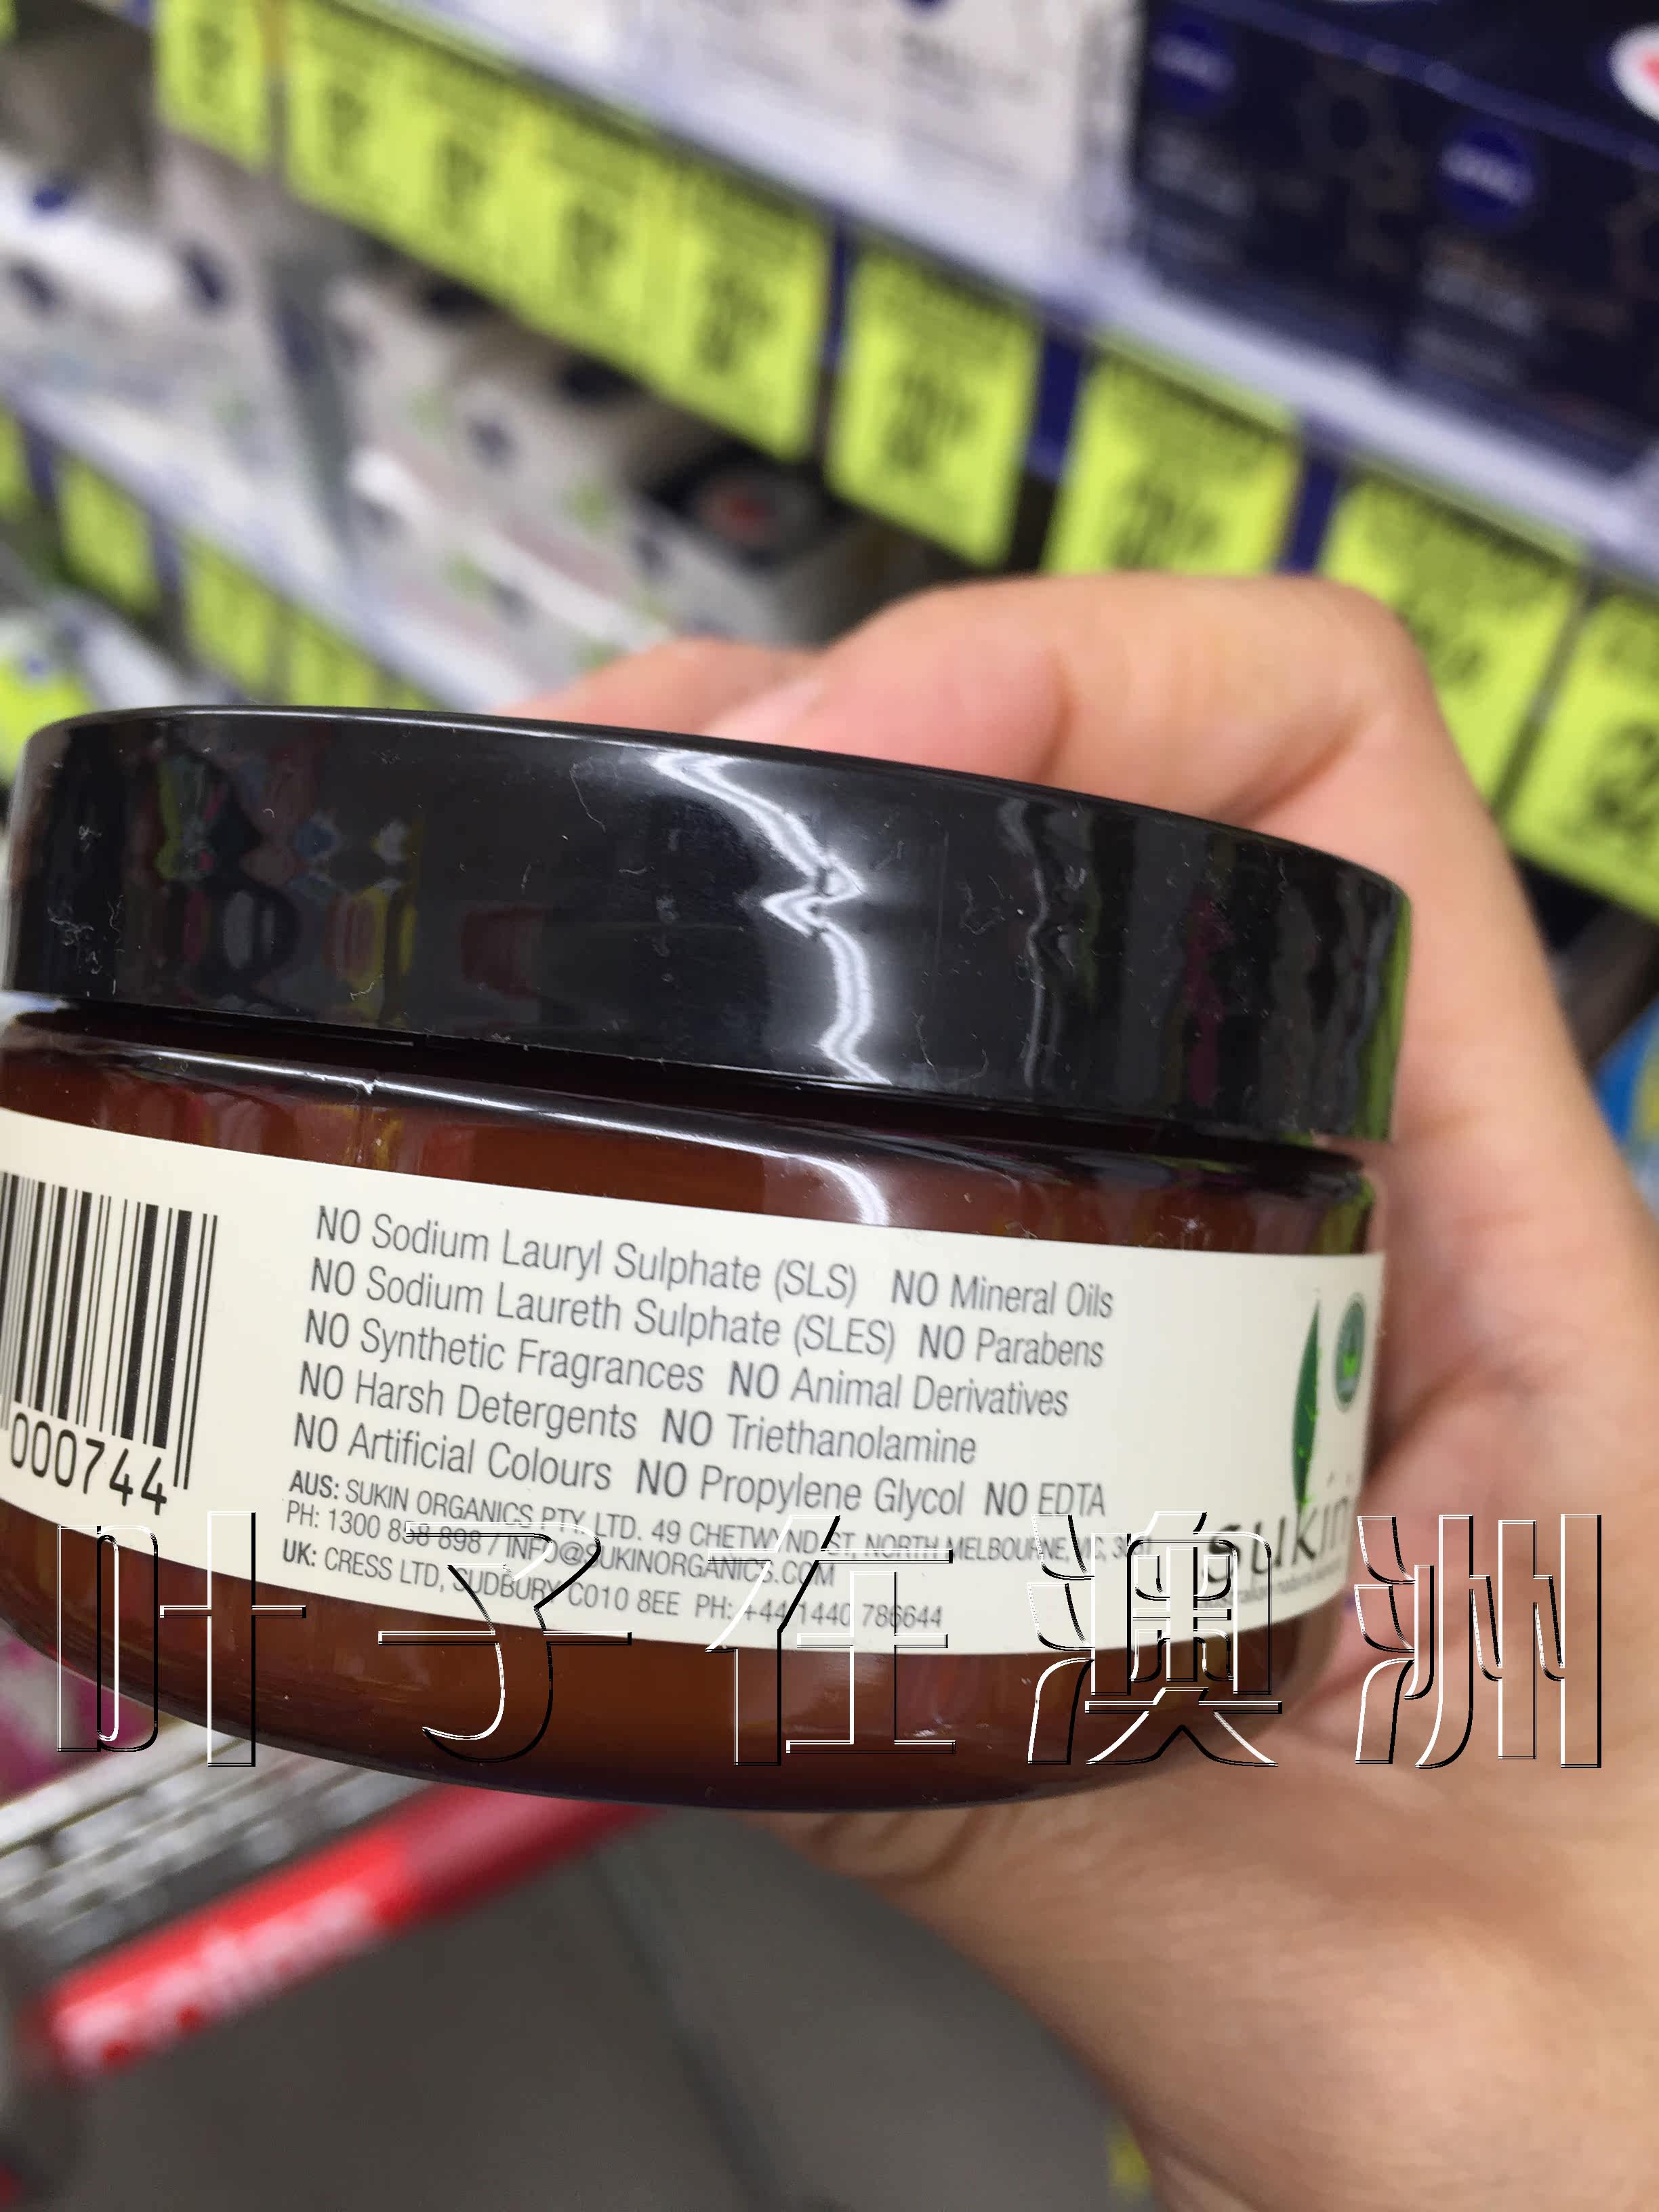 NO Sodium Lauryl Sulphate (SLS) NO Mineral Oils
NO Sodium Laureth Sulphate (SLES) NO Parabens
NO Synthetic Fragrances NO Animal Derivatives
NO Harsh Detergents NO Triethanolamine
NO Artificial Colours NO Propylene Glycol NO EDTA
AUS: SUKIN ORGANICS PTY LTD. 49 CHETWYND ST, NORTH MELBOURNE, VIC, 3051
PH: 1300 858 898 / INFO@SUKINORGANICS.COM
UK: CRESS LTD, SUDBURY CO10 8EE PH: +44 1440 786644
000744
sukin
叶子在澳洲